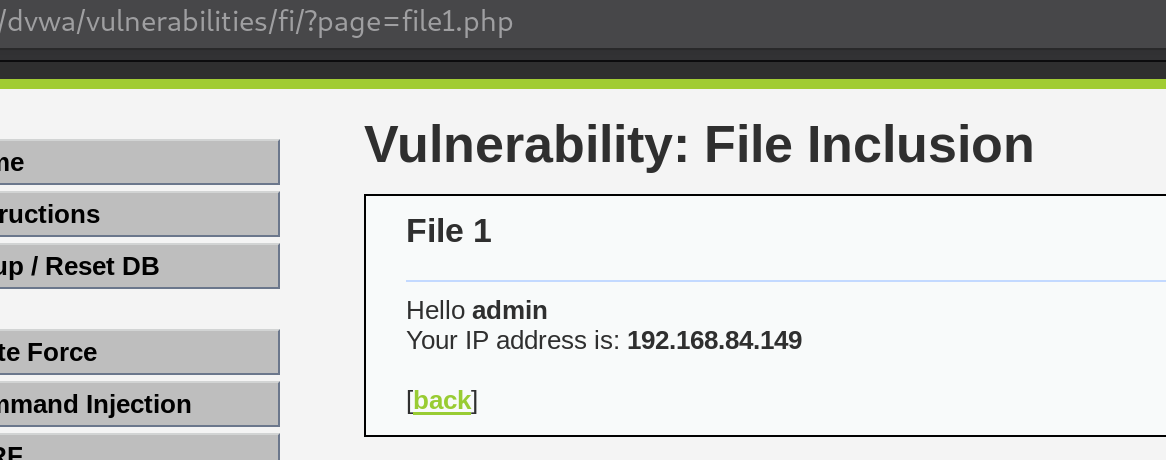 /dvwa/vulnerabilities/fi/?page=file1.php
Vulnerability: File Inclusion
me
ructions
up / Reset DB
te Force
mmand Injection
RF
File 1
Hello admin
Your IP address is: 192.168.84.149
[back]